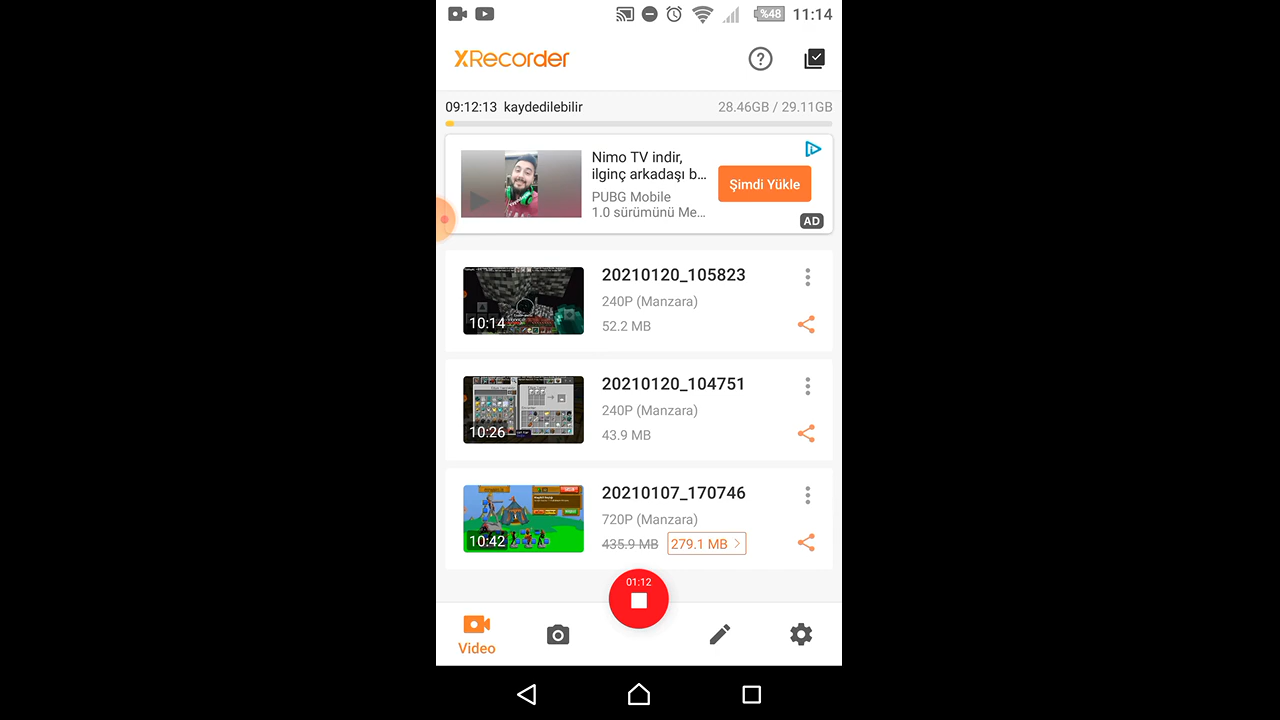 %48 11:14
XRecorder
09:12:13 kaydedilebilir 28.46GB / 29.11GB
Nimo TV indir,
ilginç arkadaşı b...
PUBG Mobile
1.0 sürümünü Me...
Şimdi Yükle
AD
20210120_105823
240P (Manzara)
52.2 MB
10:14
20210120_104751
240P (Manzara)
43.9 MB
10:26
20210107_170746
720P (Manzara)
435.9 MB 279.1 MB >
10:42
01:12
Video